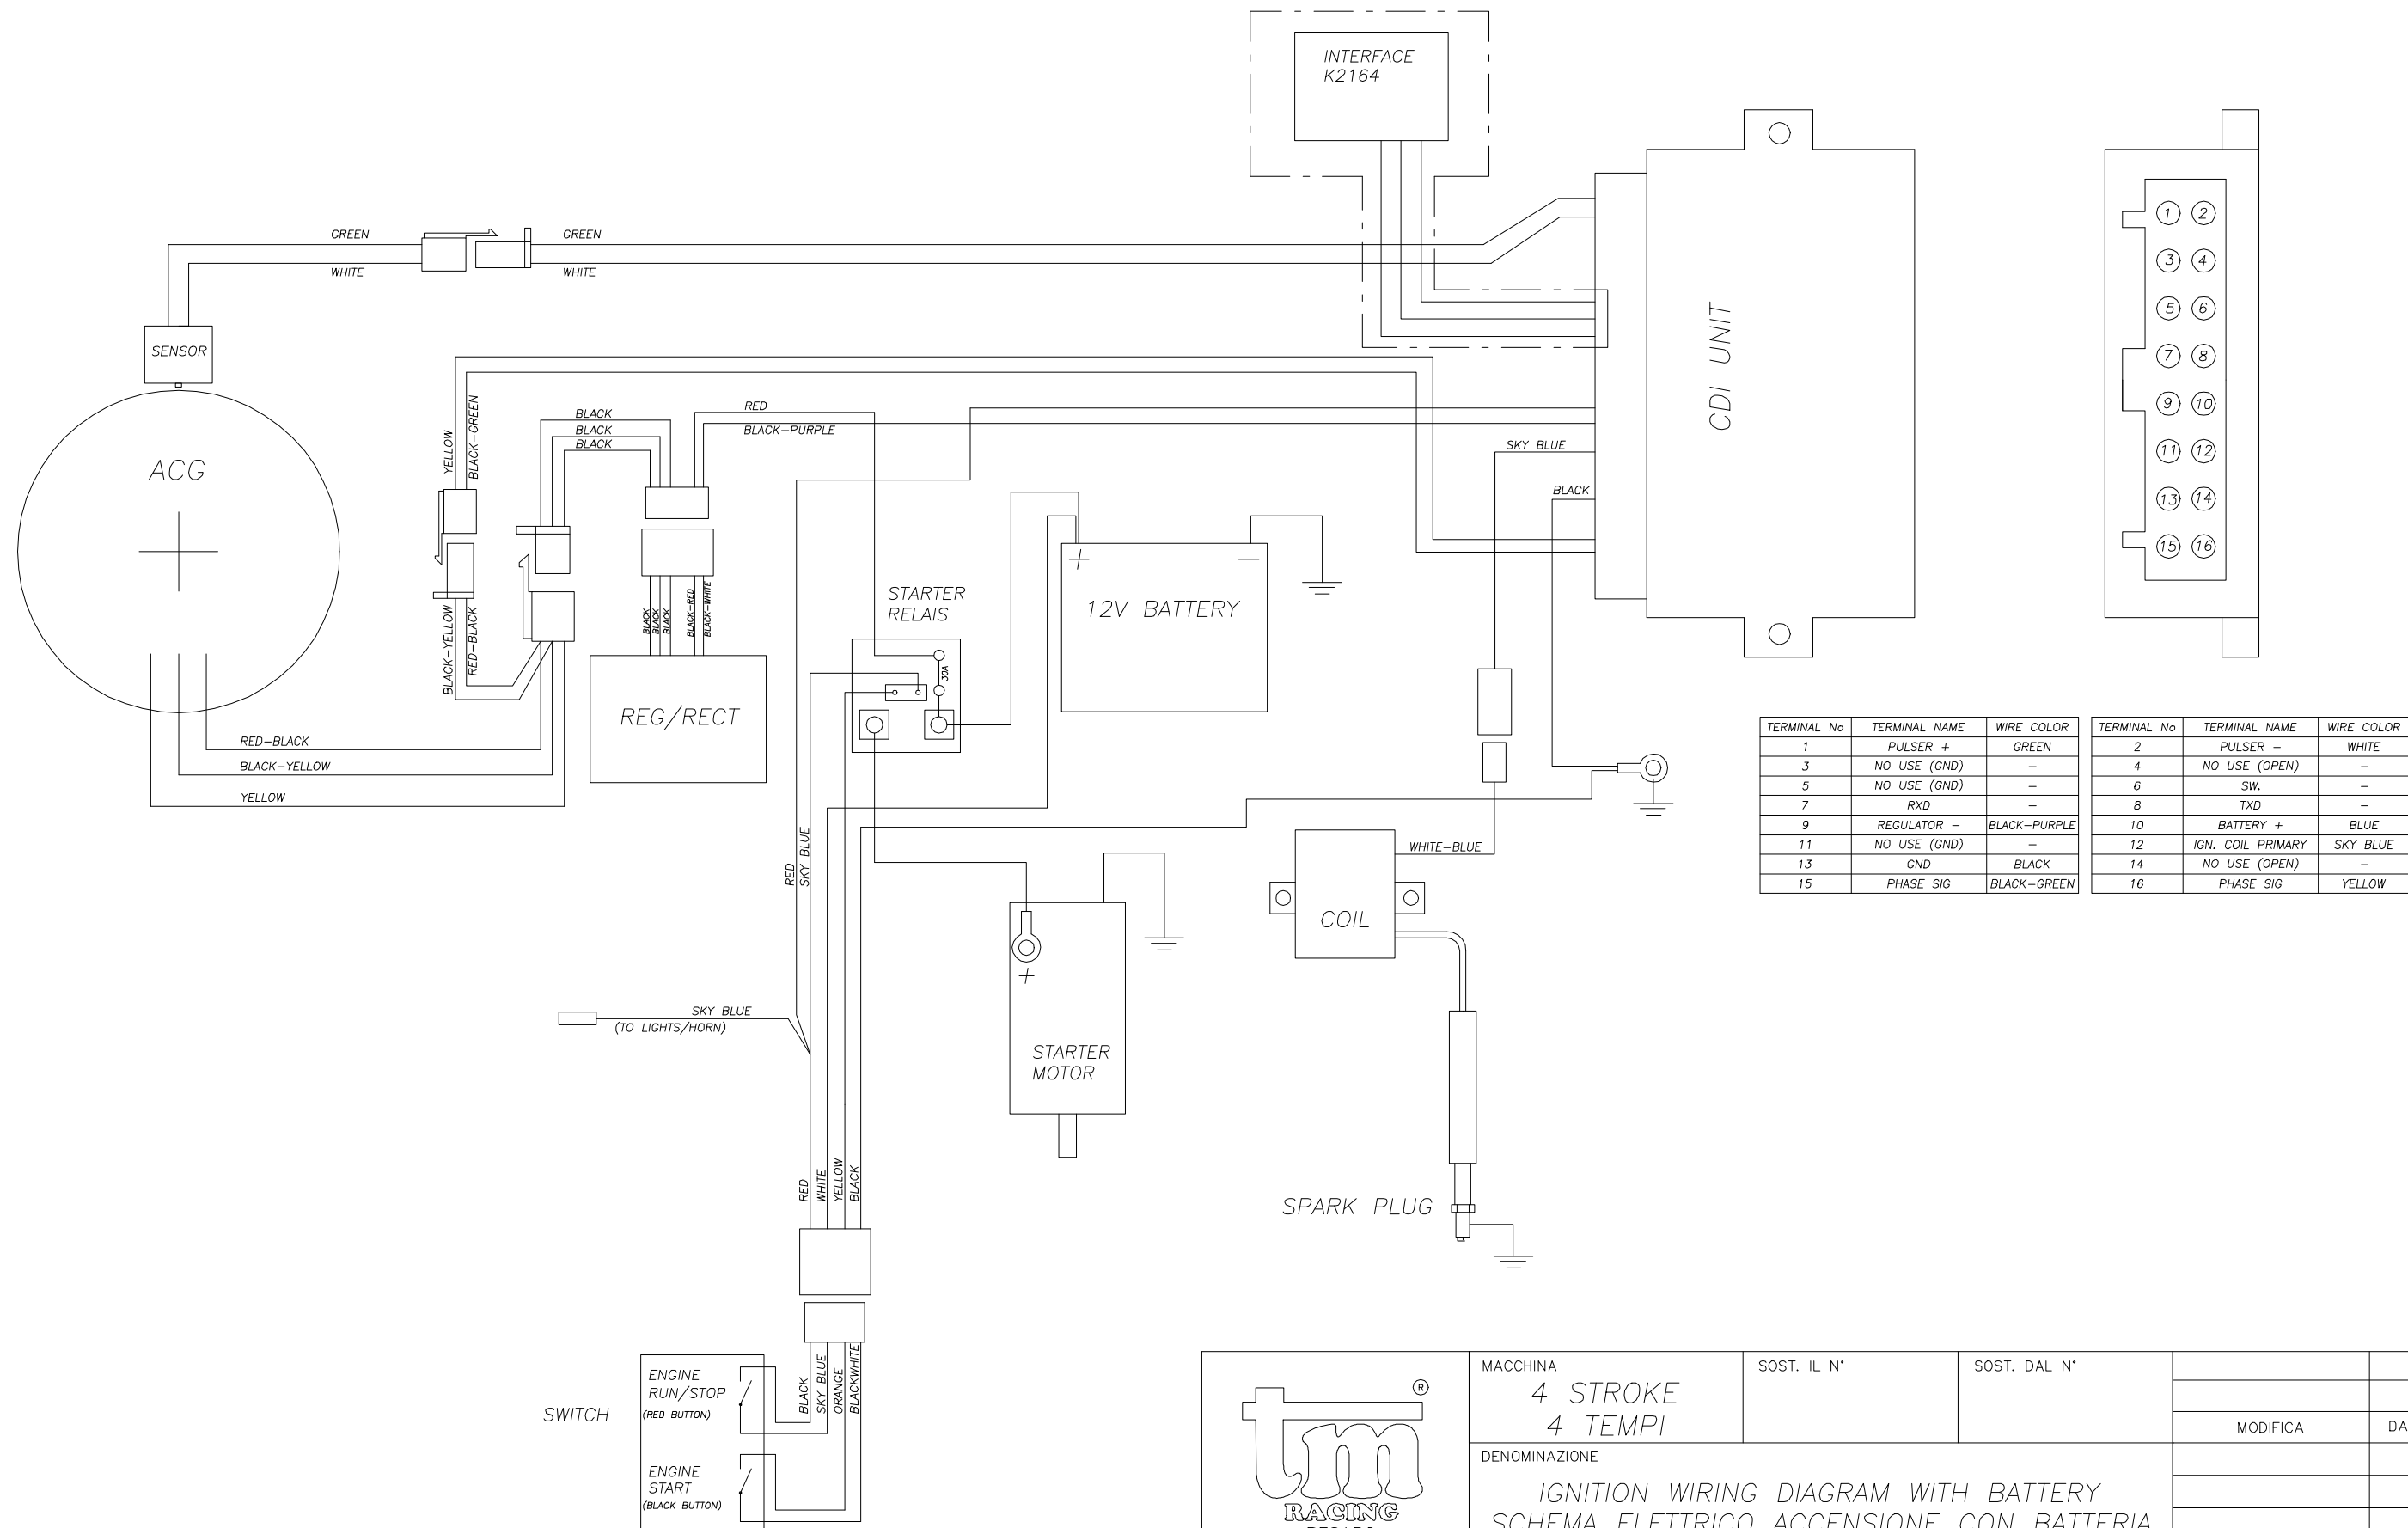 INTERFACE
K2164
GREEN
WHITE
GREEN
WHITE
SENSOR
ACG
RED-BLACK
BLACK-YELLOW
YELLOW
YELLOW
BLACK-GREEN
BLACK-YELLOW
RED-BLACK
BLACK
BLACK
BLACK
RED
BLACK-PURPLE
BLACK
BLACK
BLACK
BLACK-RED
BLACK-WHITE
REG/RECT
STARTER
RELAIS
30A
+
—
12V BATTERY
SKY BLUE
BLACK
CDI UNIT
1 2
3 4
5 6
7 8
9 10
11 12
13 14
15 16
TERMINAL No TERMINAL NAME WIRE COLOR TERMINAL No TERMINAL NAME WIRE COLOR
1 PULSER + GREEN 2 PULSER — WHITE
3 NO USE (GND) — 4 NO USE (OPEN) —
5 NO USE (GND) — 6 SW. —
7 RXD — 8 TXD —
9 REGULATOR — BLACK-PURPLE 10 BATTERY + BLUE
11 NO USE (GND) — 12 IGN. COIL PRIMARY SKY BLUE
13 GND BLACK 14 NO USE (OPEN) —
15 PHASE SIG BLACK-GREEN 16 PHASE SIG YELLOW
WHITE-BLUE
COIL
RED
SKY BLUE
+
STARTER
MOTOR
SKY BLUE
(TO LIGHTS/HORN)
SPARK PLUG
RED
WHITE
YELLOW
BLACK
BLACK
SKY BLUE
ORANGE
BLACKWHITE
SWITCH
ENGINE
RUN/STOP
(RED BUTTON)
ENGINE
START
(BLACK BUTTON)
tm ®
RACING
MACCHINA
4 STROKE
4 TEMPI
SOST. IL N°
SOST. DAL N°
MODIFICA
DA
DENOMINAZIONE
IGNITION WIRING DIAGRAM WITH BATTERY
SCHEMA ELETTRICO ACCENSIONE CON BATTERIA